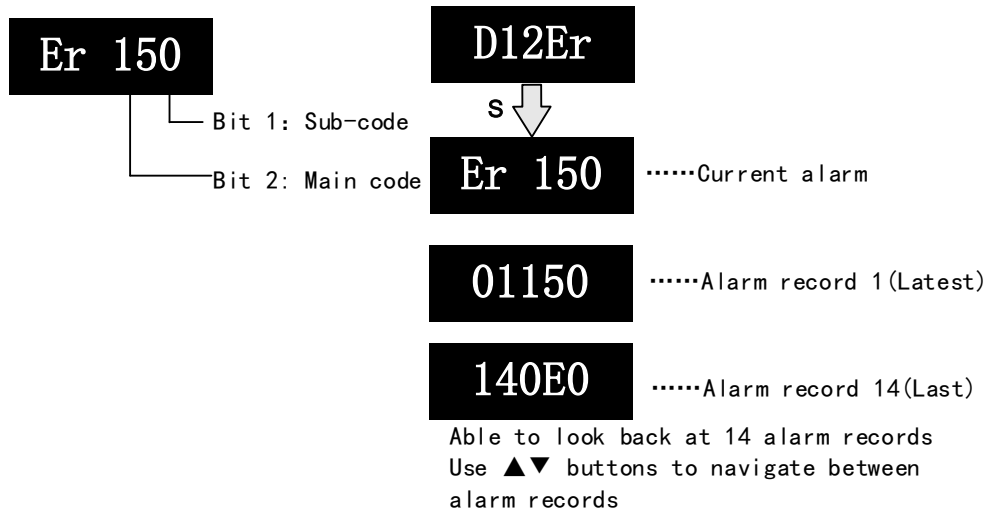 Er 150
Bit 1: Sub-code
Bit 2: Main code
D12Er
S
Er 150 ······Current alarm
01150 ······Alarm record 1(Latest)
140E0 ······Alarm record 14(Last)
Able to look back at 14 alarm records
Use ▲▼ buttons to navigate between
alarm records